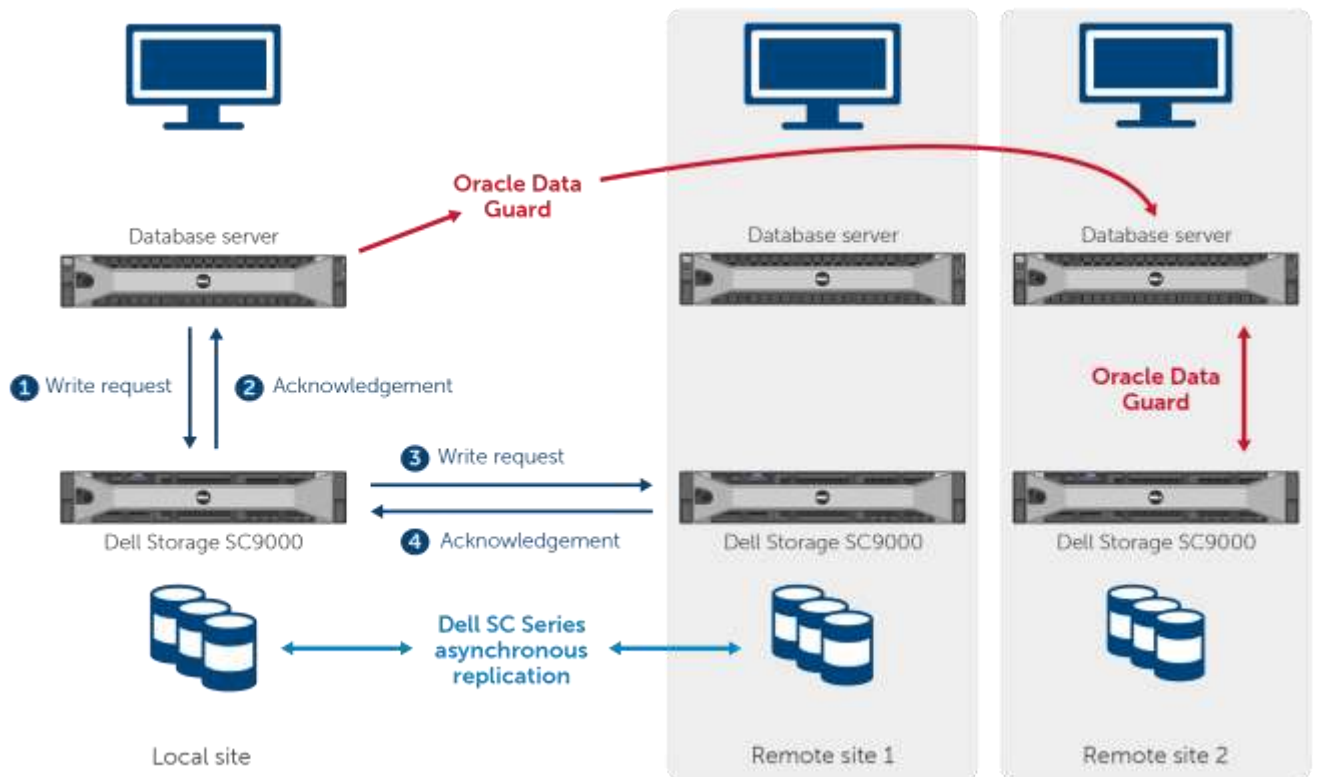 Oracle Data
Guard
Database server
Database server
Database server
1 Write request
2 Acknowledgement
Oracle Data
Guard
3 Write request
4 Acknowledgement
Dell Storage SC9000
Dell Storage SC9000
Dell Storage SC9000
Dell SC Series
asynchronous
replication
Local site
Remote site 1
Remote site 2